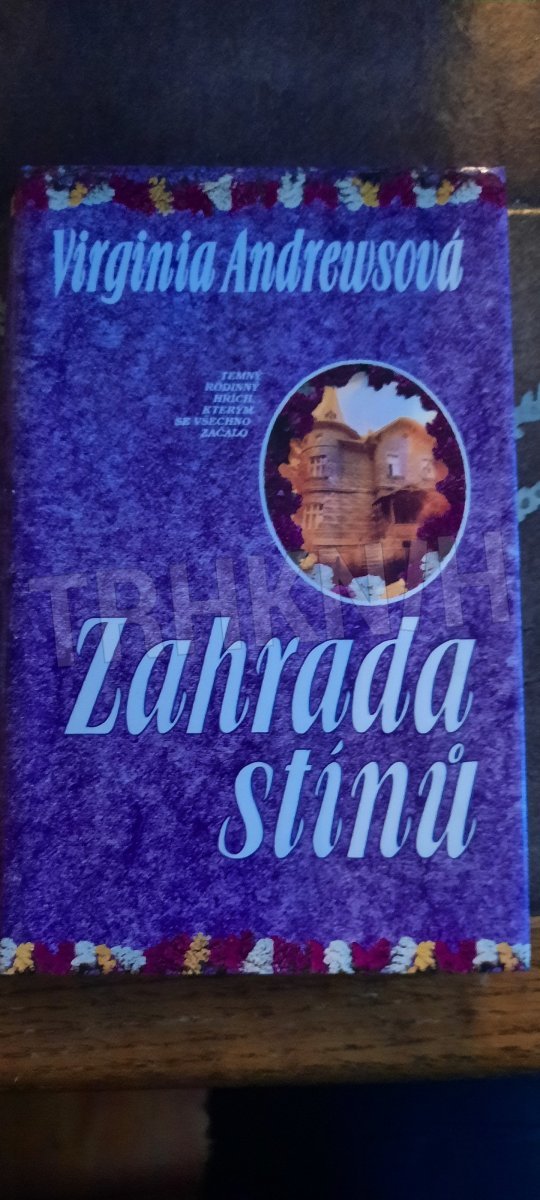 Virginia Andrewsová
TEMNÝ
RODINNÝ
HŘÍCH,
KTERÝM
SE VŠECHNO
ZAČALO
TRHKNIH
Zahrada
stínů